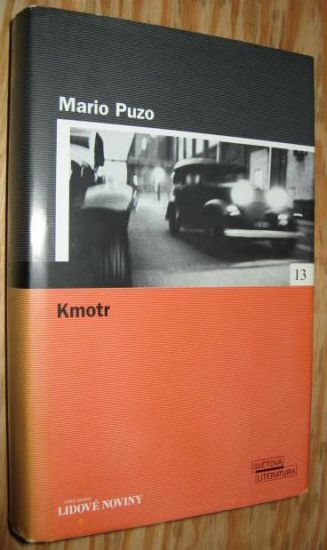 Mario Puzo
13
Kmotr
SVĚTOVÁ
LITERATURA
LIDOVÉ NOVINY